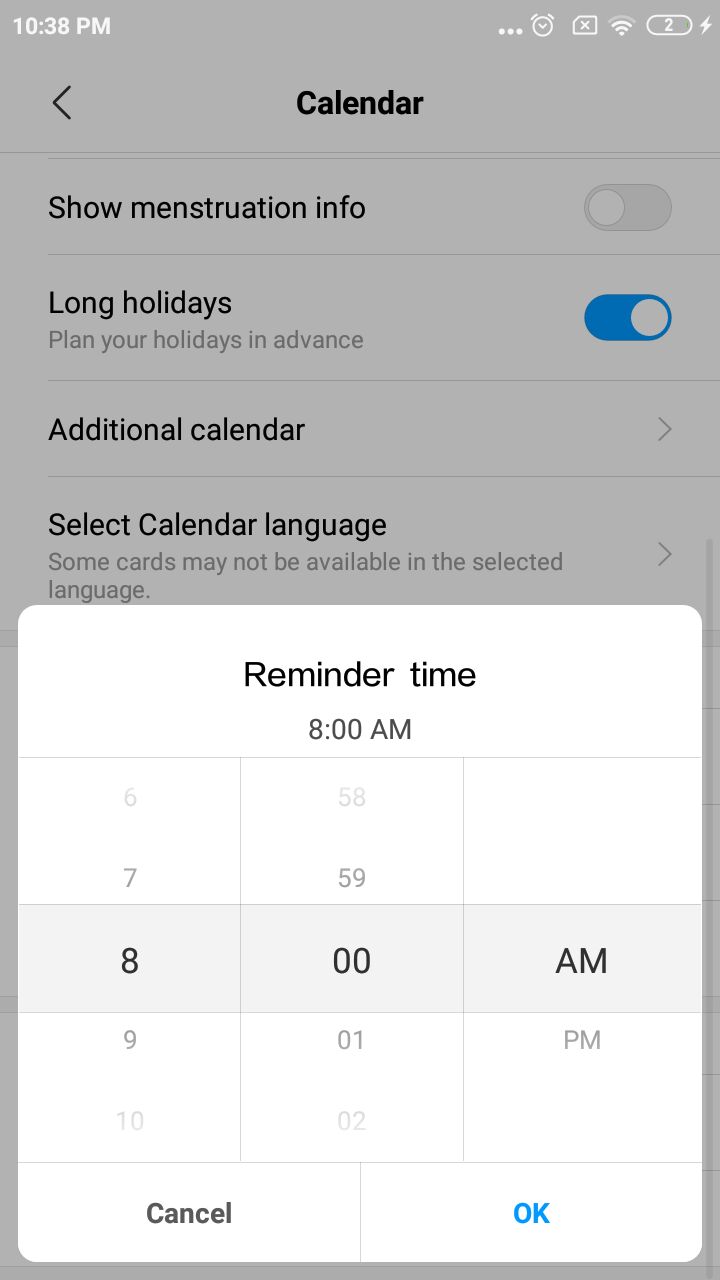 10:38 PM
2
Calendar
Show menstruation info
Long holidays
Plan your holidays in advance
Additional calendar
Select Calendar language
Some cards may not be available in the selected
language.
Reminder time
8:00 AM
6 58
7 59
8 00 AM
9 01 PM
10 02
Cancel OK